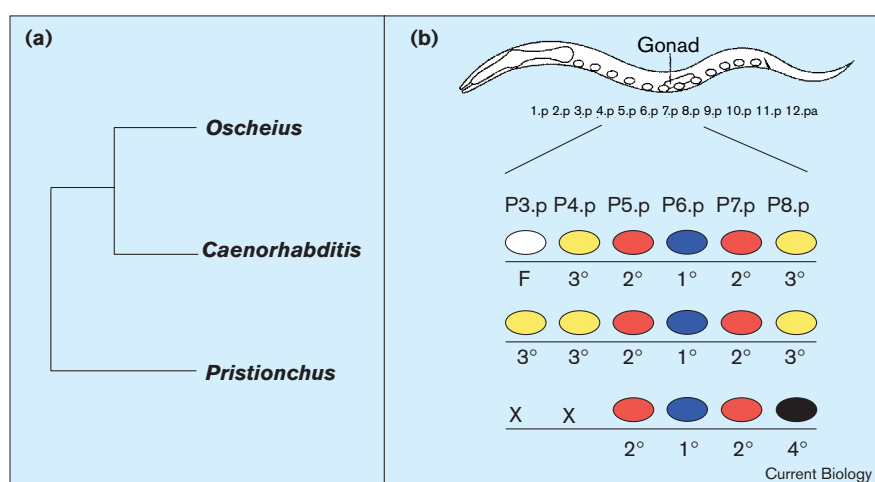 (a)
Oscheius
Caenorhabditis
Pristionchus
(b)
Gonad
1.p 2.p 3.p 4.p 5.p 6.p 7.p 8.p 9.p 10.p 11.p 12.pa
P3.p P4.p P5.p P6.p P7.p P8.p
F 3° 2° 1° 2° 3°
3° 3° 2° 1° 2° 3°
X X
2° 1° 2° 4°
Current Biology